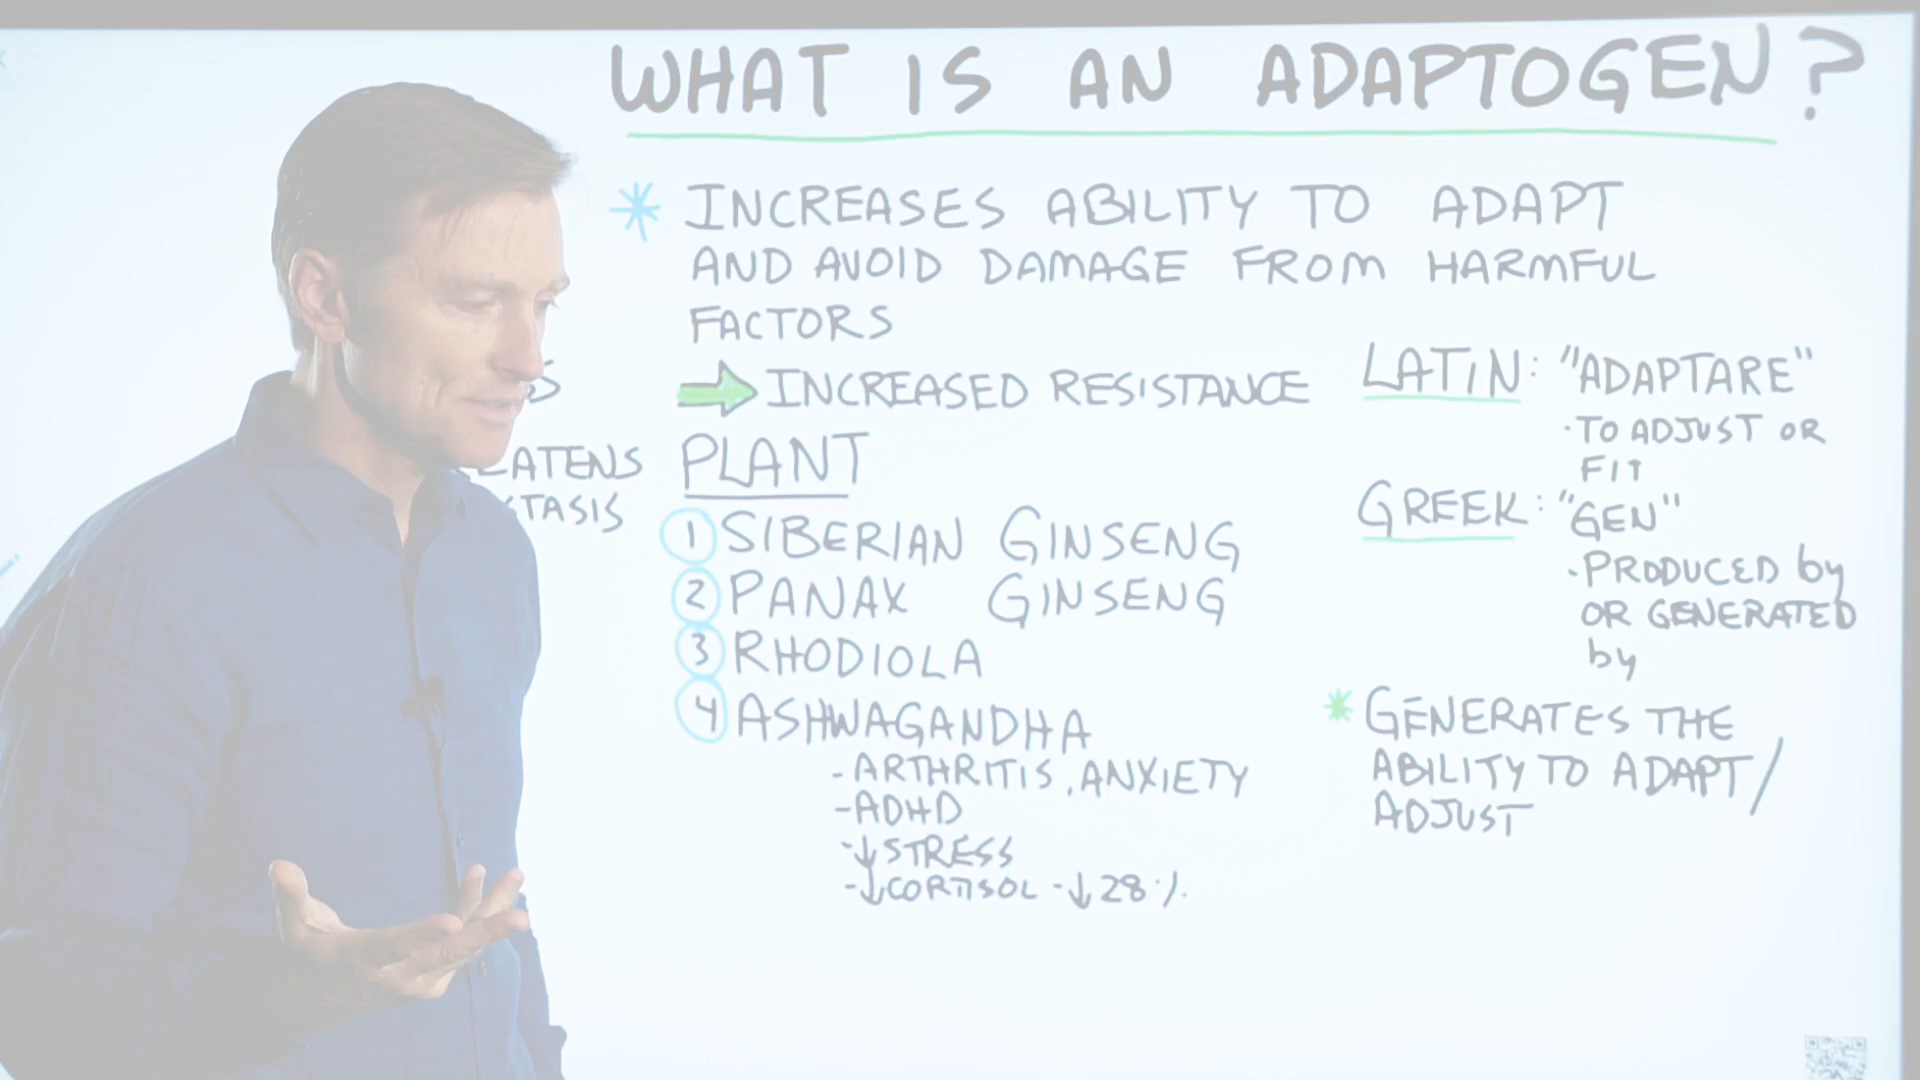 WHAT IS AN ADAPTOGEN?
* INCREASES ABILITY TO ADAPT
AND AVOID DAMAGE FROM HARMFUL
FACTORS
INCREASED RESISTANCE
PLANT
1 SIBERIAN GINSENG
2 PANAX GINSENG
3 RHODIOLA
4 ASHWAGANDHA
- ARTHRITIS, ANXIETY
- ADHD
- ↓ STRESS
- ↓ CORTISOL - ↓ 28%
LATIN: "ADAPTARE"
· TO ADJUST OR
FIT
GREEK: "GEN"
· PRODUCED by
OR GENERATED
by
* GENERATES THE
ABILITY TO ADAPT/
ADJUST